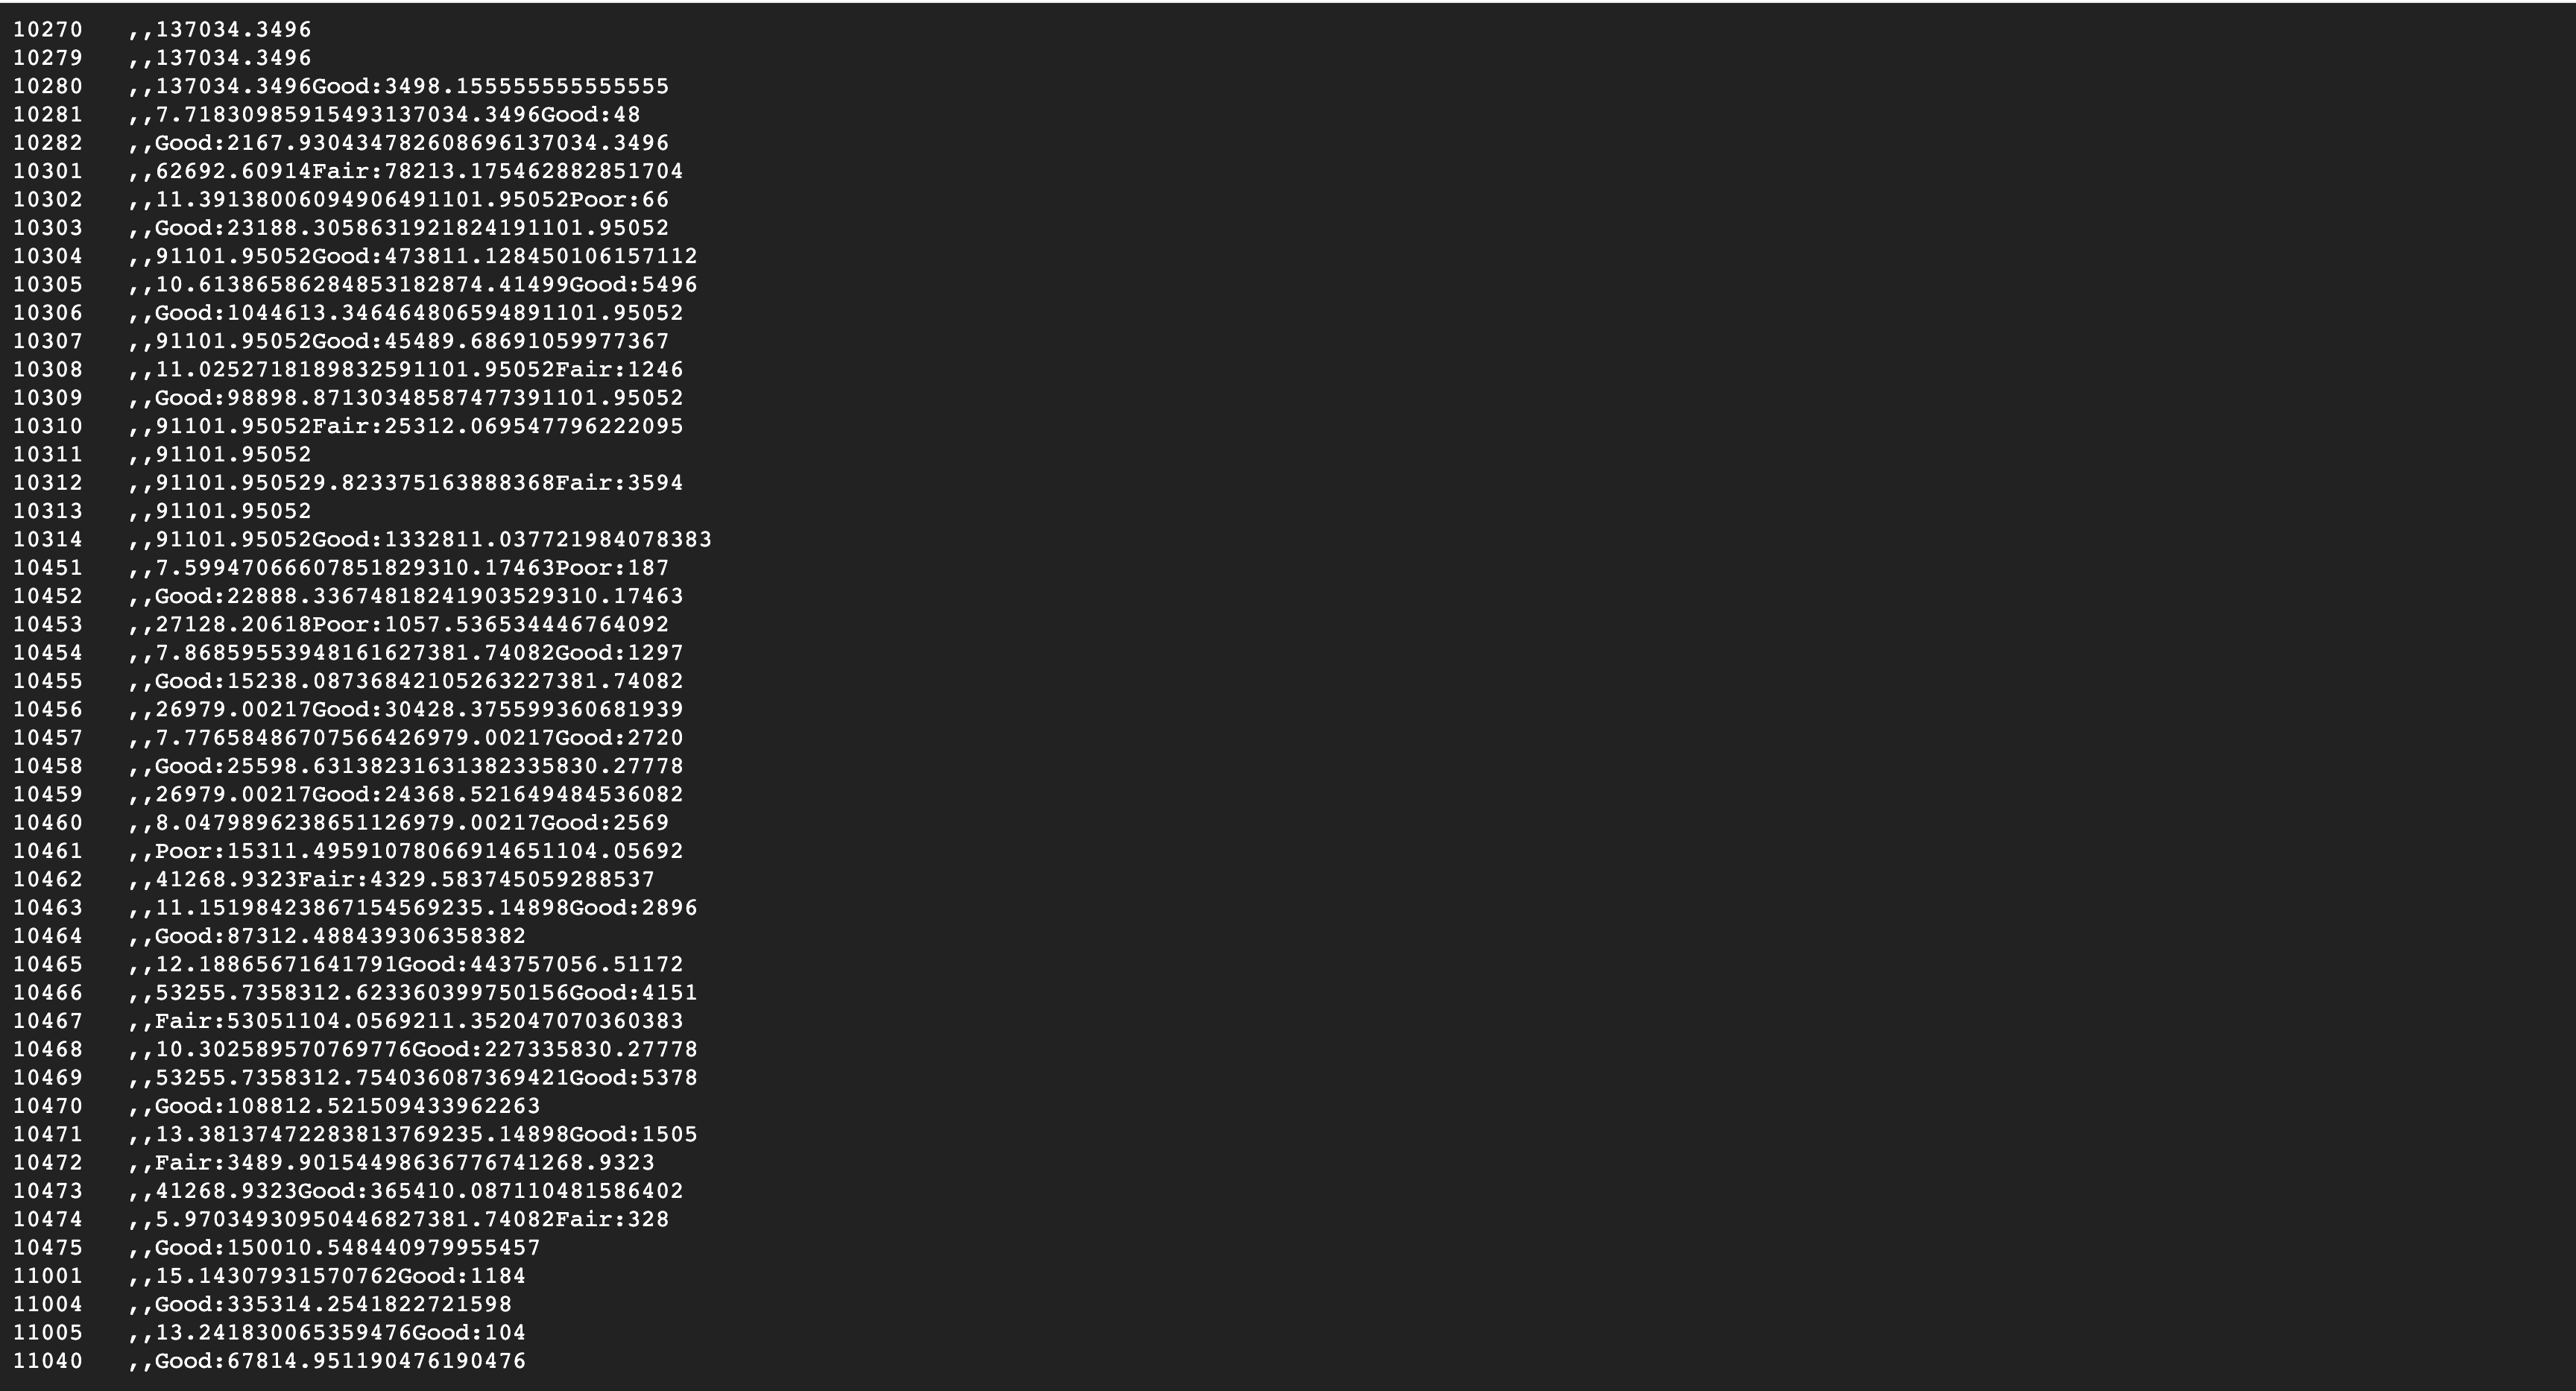 10270 ,,137034.3496
10279 ,,137034.3496
10280 ,,137034.3496Good:3498.155555555555555
10281 ,,7.71830985915493137034.3496Good:48
10282 ,,Good:2167.930434782608696137034.3496
10301 ,,62692.60914Fair:78213.175462882851704
10302 ,,11.391380060949064911​01.95052Poor:66
10303 ,,Good:23188.3058631921824191101.95052
10304 ,,91101.95052Good:473811.128450106157112
10305 ,,10.61386586284853182874.41499Good:5496
10306 ,,Good:1044613.346464806594891101.95052
10307 ,,91101.95052Good:45489.68691059977367
10308 ,,11.0252718189832591101.95052Fair:1246
10309 ,,Good:98898.87130348587477391101.95052
10310 ,,91101.95052Fair:25312.069547796222095
10311 ,,91101.95052
10312 ,,91101.950529.823375163888368Fair:3594
10313 ,,91101.95052
10314 ,,91101.95052Good:1332811.037721984078383
10451 ,,7.59947066607851829310.17463Poor:187
10452 ,,Good:22888.33674818241903529310.17463
10453 ,,27128.20618Poor:1057.536534446764092
10454 ,,7.86859553948161627381.74082Good:1297
10455 ,,Good:15238.08736842105263227381.74082
10456 ,,26979.00217Good:30428.375599360681939
10457 ,,7.77658486707566426979.00217Good:2720
10458 ,,Good:25598.63138231631382335830.27778
10459 ,,26979.00217Good:24368.521649484536082
10460 ,,8.0479896238651126979.00217Good:2569
10461 ,,Poor:15311.49591078066914651104.05692
10462 ,,41268.9323Fair:4329.583745059288537
10463 ,,11.15198423867154569235.14898Good:2896
10464 ,,Good:87312.488439306358382
10465 ,,12.18865671641791Good:443757056.51172
10466 ,,53255.7358312.623360399750156Good:4151
10467 ,,Fair:53051104.0569211.352047070360383
10468 ,,10.302589570769776Good:227335830.27778
10469 ,,53255.7358312.754036087369421Good:5378
10470 ,,Good:108812.521509433962263
10471 ,,13.38137472283813769235.14898Good:1505
10472 ,,Fair:3489.90154498636776741268.9323
10473 ,,41268.9323Good:365410.087110481586402
10474 ,,5.97034930950446827381.74082Fair:328
10475 ,,Good:150010.548440979955457
11001 ,,15.14307931570762Good:1184
11004 ,,Good:335314.2541822721598
11005 ,,13.241830065359476Good:104
11040 ,,Good:67814.951190476190476